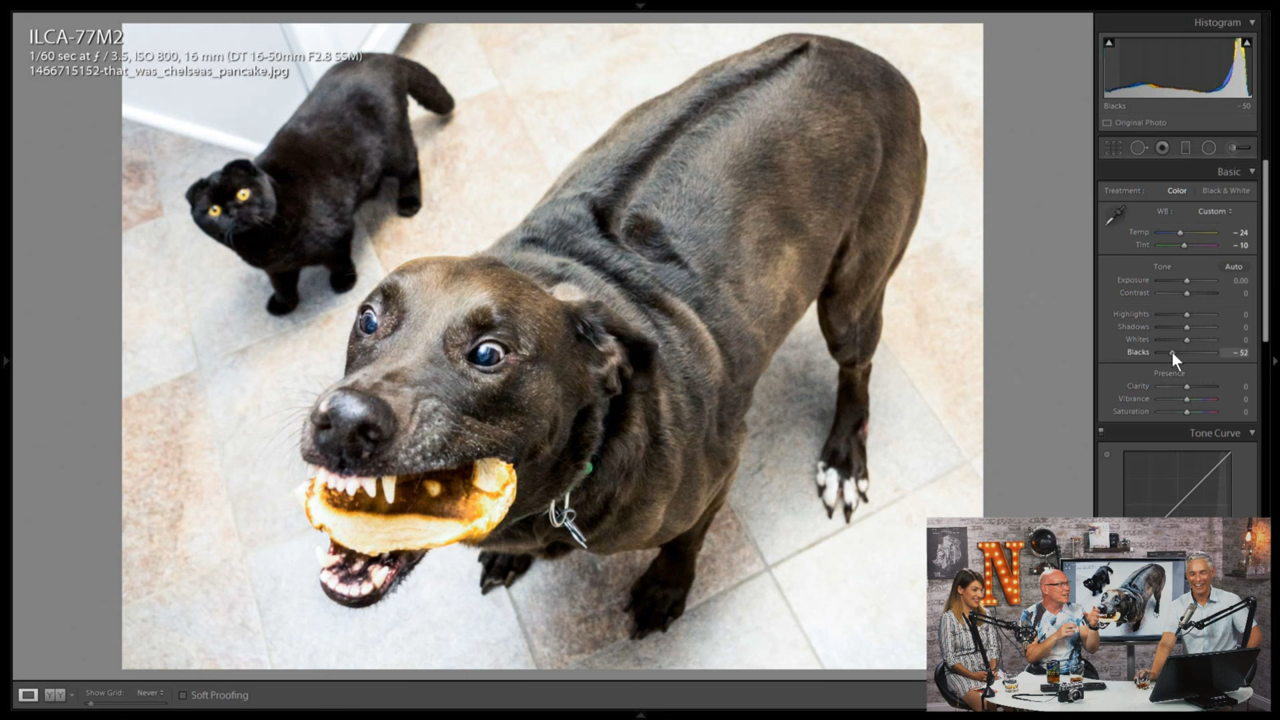 ILCA-77M2
1/60 sec at ƒ / 3.5, ISO 800, 16 mm (DT 16-50mm F2.8 SSM)
1466715152-that_was_chelseas_pancake.jpg
Histogram
Blacks - 50
Original Photo
Basic
Treatment : Color Black & White
WB : Custom
Temp - 24
Tint - 10
Tone Auto
Exposure 0.00
Contrast 0
Highlights 0
Shadows 0
Whites 0
Blacks - 52
Presence
Clarity 0
Vibrance 0
Saturation 0
Tone Curve
N
YY Show Grid: Never Soft Proofing